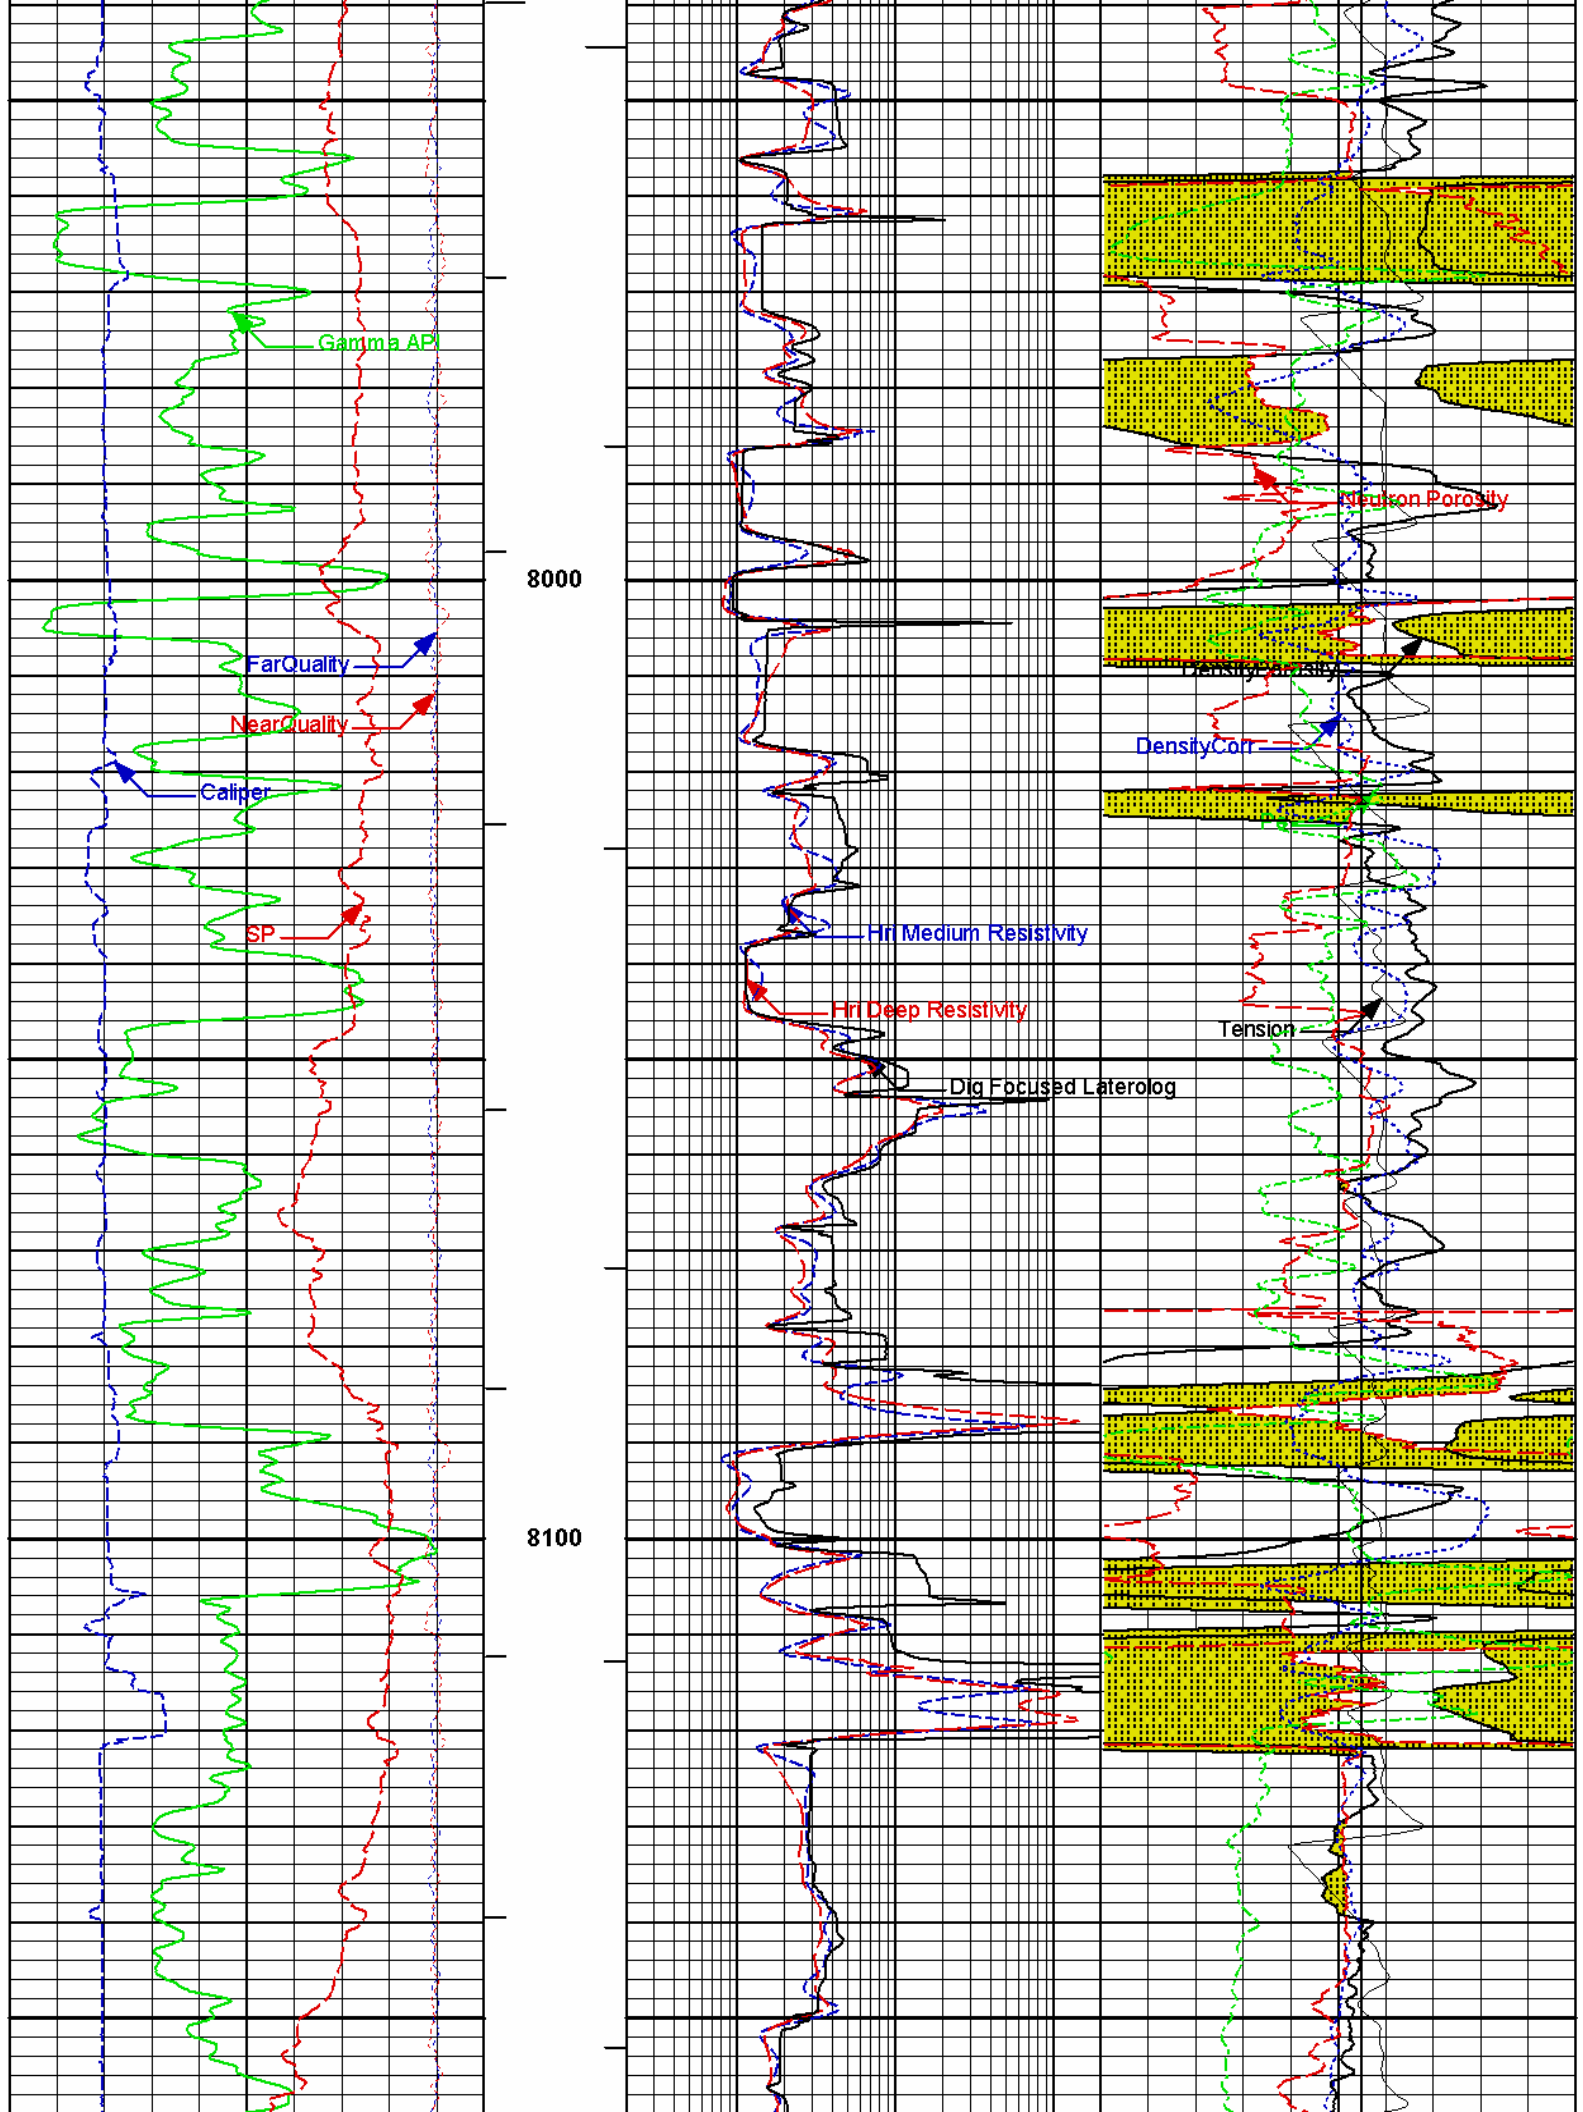 Gamma API
Neutron Porosity
8000
FarQuality
DensityPorosity
NearQuality
DensityCorr
Caliper
Pe
SP
Hri Medium Resistivity
Hri Deep Resistivity
Tension
Dig Focused Laterolog
8100